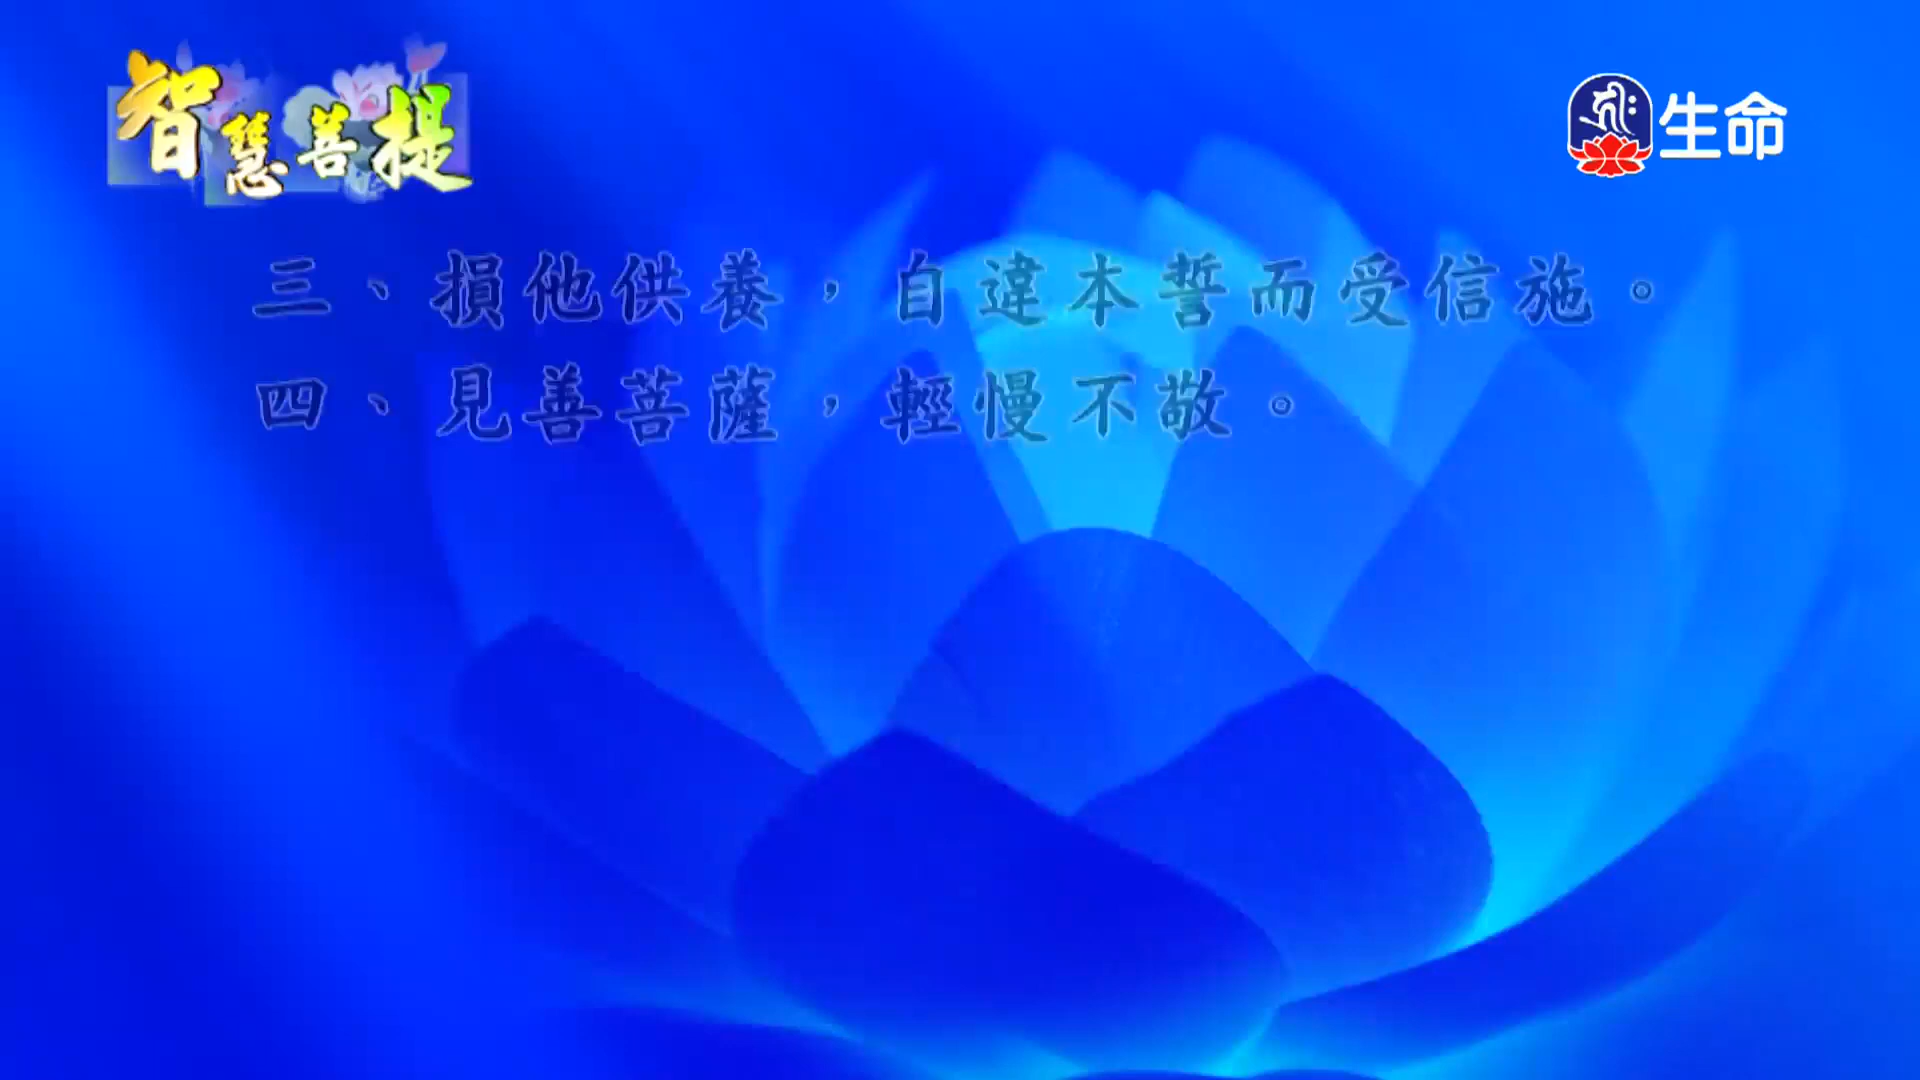 智慧菩提
生命
三、損他供養，自違本誓而受信施。
四、見善菩薩，輕慢不敬。